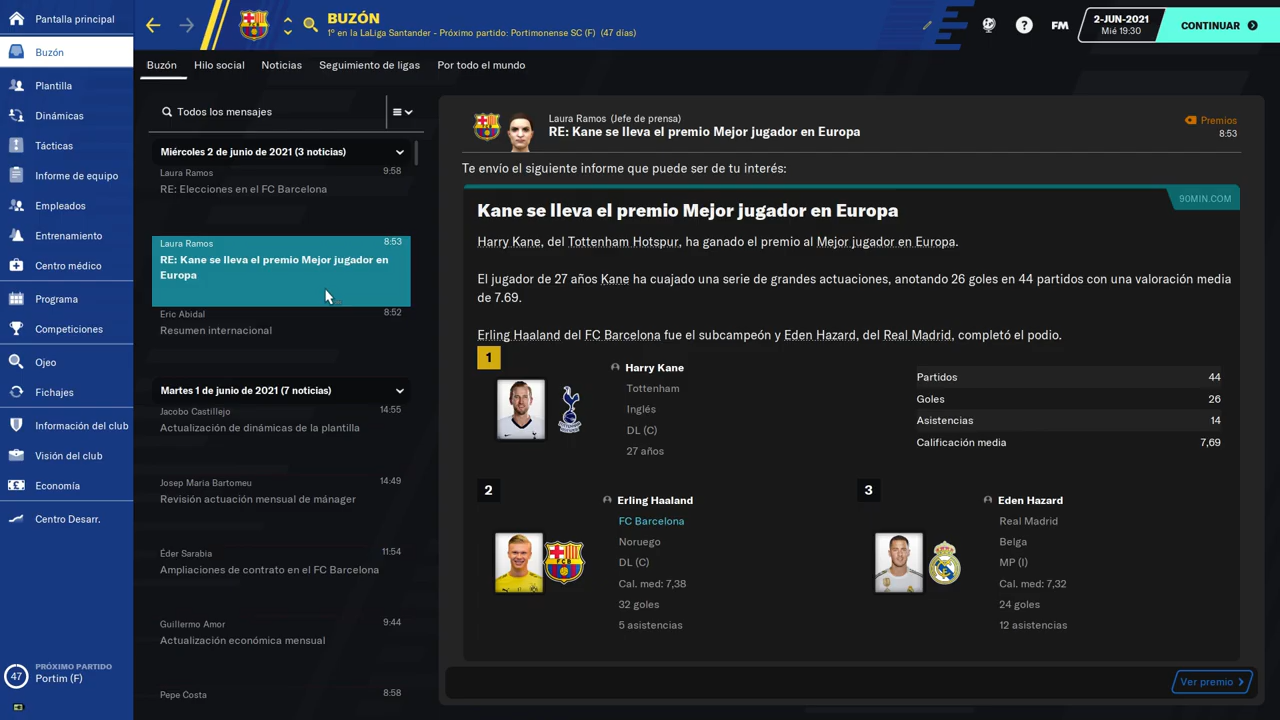 Pantalla principal
Buzón
Plantilla
Dinámicas
Tácticas
Informe de equipo
Empleados
Entrenamiento
Centro médico
Programa
Competiciones
Ojeo
Fichajes
Información del club
Visión del club
Economía
Centro Desarr.
47
PRÓXIMO PARTIDO
Portim (F)
BUZÓN
1º en la LaLiga Santander - Próximo partido: Portimonense SC (F) (47 días)
FM
2-JUN-2021
Mié 19:30
CONTINUAR
Buzón
Hilo social
Noticias
Seguimiento de ligas
Por todo el mundo
Todos los mensajes
Miércoles 2 de junio de 2021 (3 noticias)
Laura Ramos 9:58
RE: Elecciones en el FC Barcelona
Laura Ramos 8:53
RE: Kane se lleva el premio Mejor jugador en
Europa
Eric Abidal 8:52
Resumen internacional
Martes 1 de junio de 2021 (7 noticias)
Jacobo Castillejo 14:55
Actualización de dinámicas de la plantilla
Josep Maria Bartomeu 14:49
Revisión actuación mensual de mánager
Éder Sarabia 11:54
Ampliaciones de contrato en el FC Barcelona
Guillermo Amor 9:44
Actualización económica mensual
Pepe Costa 8:58
Laura Ramos (Jefe de prensa)
RE: Kane se lleva el premio Mejor jugador en Europa
Premios
8:53
Te envío el siguiente informe que puede ser de tu interés:
90MIN.COM
Kane se lleva el premio Mejor jugador en Europa
Harry Kane, del Tottenham Hotspur, ha ganado el premio al Mejor jugador en Europa.
El jugador de 27 años Kane ha cuajado una serie de grandes actuaciones, anotando 26 goles en 44 partidos con una valoración media
de 7.69.
Erling Haaland del FC Barcelona fue el subcampeón y Eden Hazard, del Real Madrid, completó el podio.
1
Harry Kane
Tottenham
Inglés
DL (C)
27 años
Partidos 44
Goles 26
Asistencias 14
Calificación media 7,69
2
Erling Haaland
FC Barcelona
Noruego
DL (C)
Cal. med: 7,38
32 goles
5 asistencias
3
Eden Hazard
Real Madrid
Belga
MP (I)
Cal. med: 7,32
24 goles
12 asistencias
Ver premio